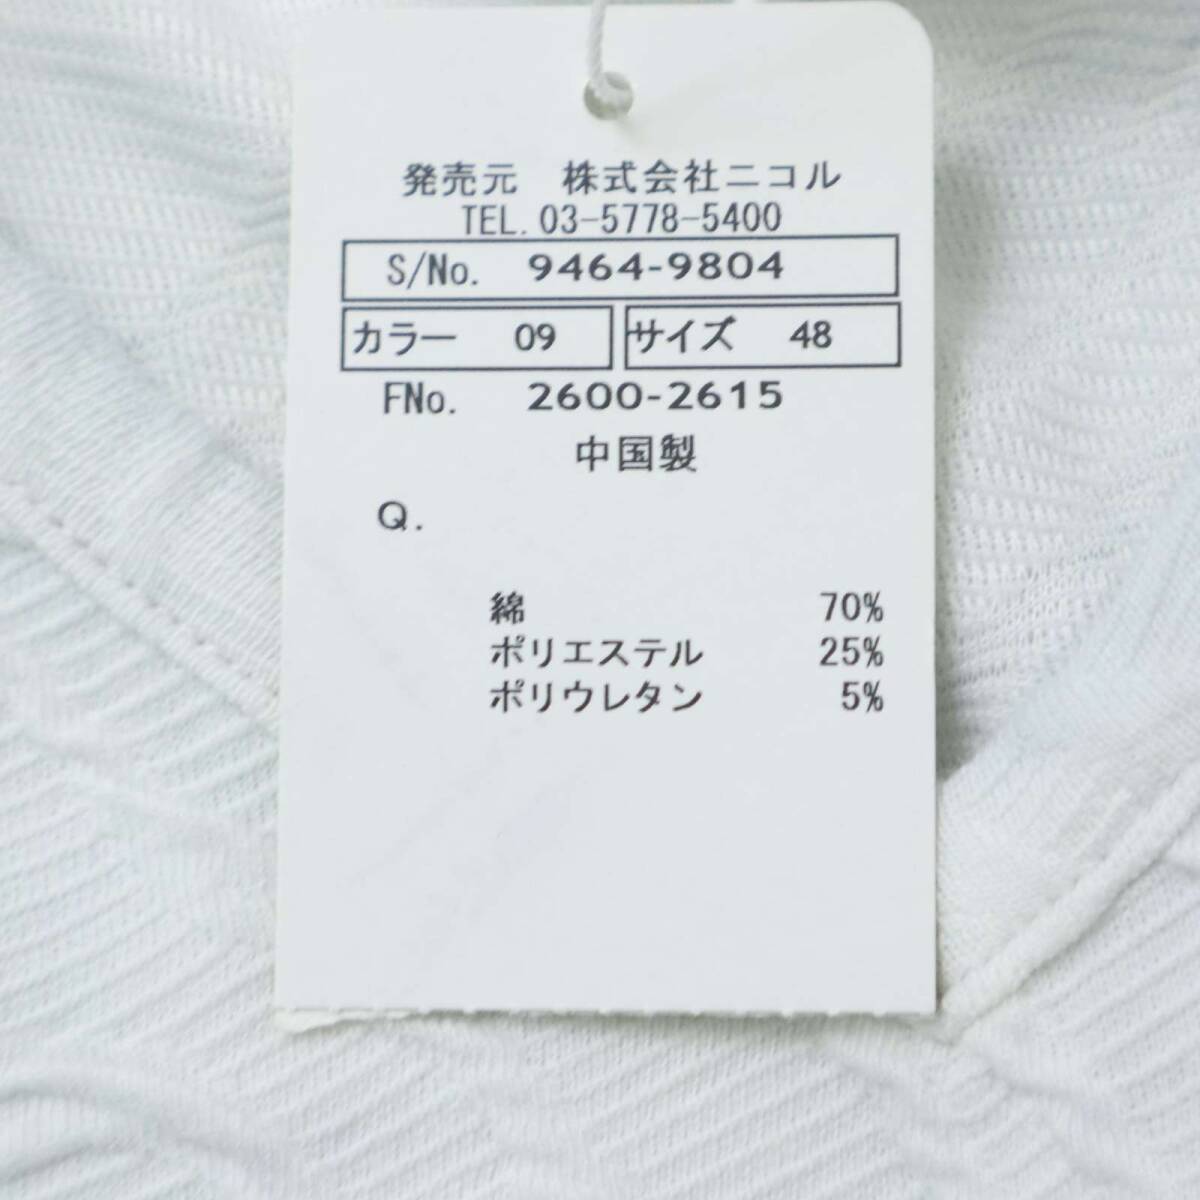 発売元　株式会社ニコル
TEL. 03-5778-5400
S/No. 9464-9804
カラー 09 サイズ 48
FNo. 2600-2615
中国製
Q.
綿 70%
ポリエステル 25%
ポリウレタン 5%